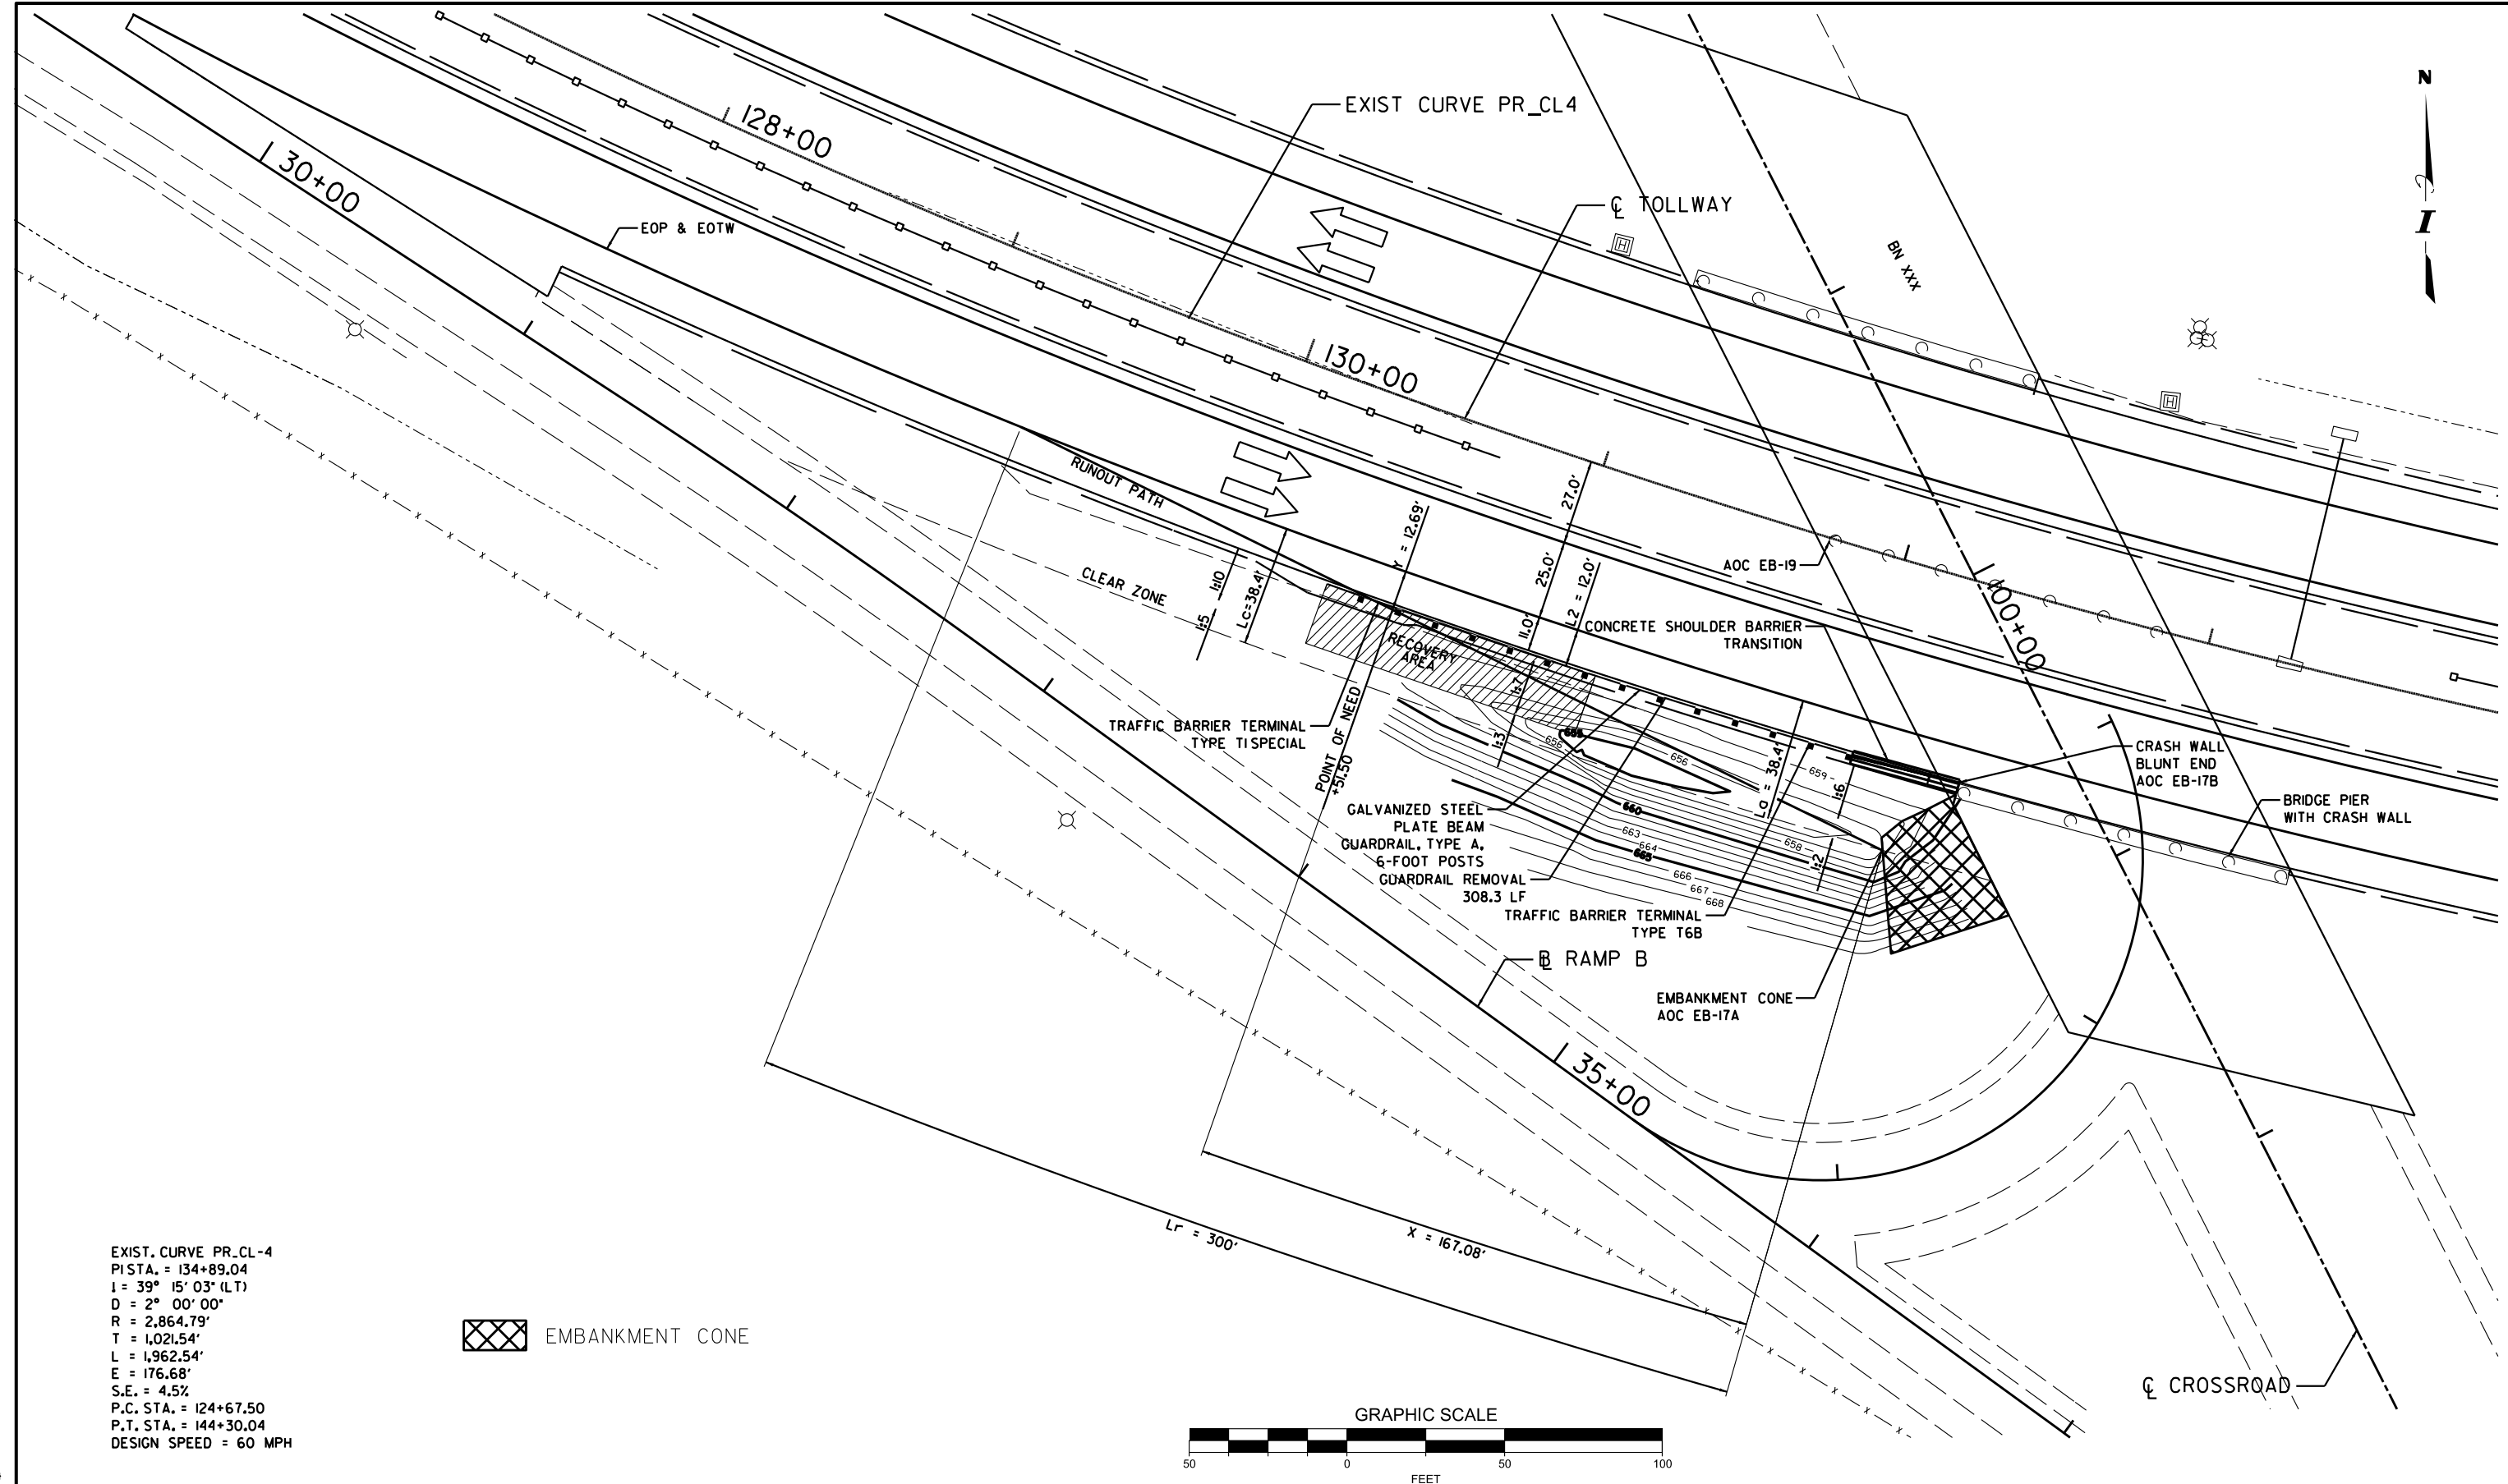 N
I
EXIST CURVE PR_CL4
128+00
30+00
℄ TOLLWAY
EOP & EOTW
BN XXX
130+00
RUNOUT PATH
27.0'
Y = 12.69'
25.0'
AOC EB-19
CLEAR ZONE
1:10
1:5
Lc=38.4'
L2 = 12.0'
11.0'
100+00
CONCRETE SHOULDER BARRIER
TRANSITION
RECOVERY
AREA
1:7
TRAFFIC BARRIER TERMINAL
TYPE T1 SPECIAL
POINT OF NEED
+51.50
1:3
656
655
656
659
La = 38.4'
1:6
CRASH WALL
BLUNT END
AOC EB-17B
BRIDGE PIER
WITH CRASH WALL
GALVANIZED STEEL
PLATE BEAM
GUARDRAIL, TYPE A,
6-FOOT POSTS
660
663
664
665
658
1:2
666
667
668
GUARDRAIL REMOVAL
308.3 LF
TRAFFIC BARRIER TERMINAL
TYPE T6B
BL RAMP B
EMBANKMENT CONE
AOC EB-17A
35+00
Lr = 300'
X = 167.08'
EXIST. CURVE PR_CL-4
PI STA. = 134+89.04
I = 39° 15' 03" (LT)
D = 2° 00' 00"
R = 2,864.79'
T = 1,021.54'
L = 1,962.54'
E = 176.68'
S.E. = 4.5%
P.C. STA. = 124+67.50
P.T. STA. = 144+30.04
DESIGN SPEED = 60 MPH
EMBANKMENT CONE
℄ CROSSROAD
GRAPHIC SCALE
50 0 50 100
FEET